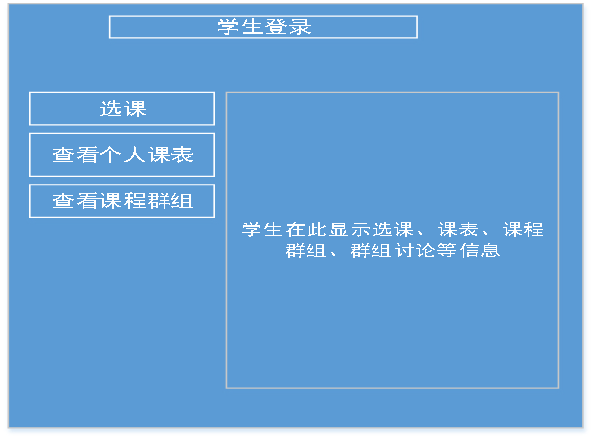 学生登录
选课
查看个人课表
查看课程群组
学生在此显示选课、课表、课程
群组、群组讨论等信息